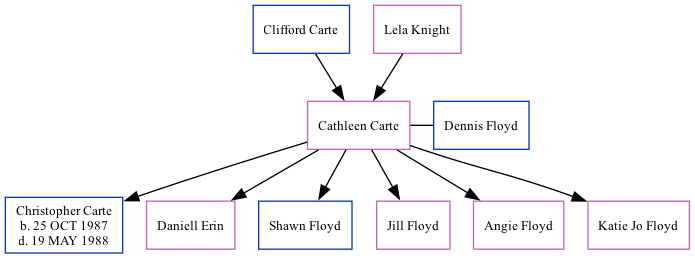 Clifford Carte
Lela Knight
Cathleen Carte
Dennis Floyd
Christopher Carte
b. 25 OCT 1987
d. 19 MAY 1988
Daniell Erin
Shawn Floyd
Jill Floyd
Angie Floyd
Katie Jo Floyd